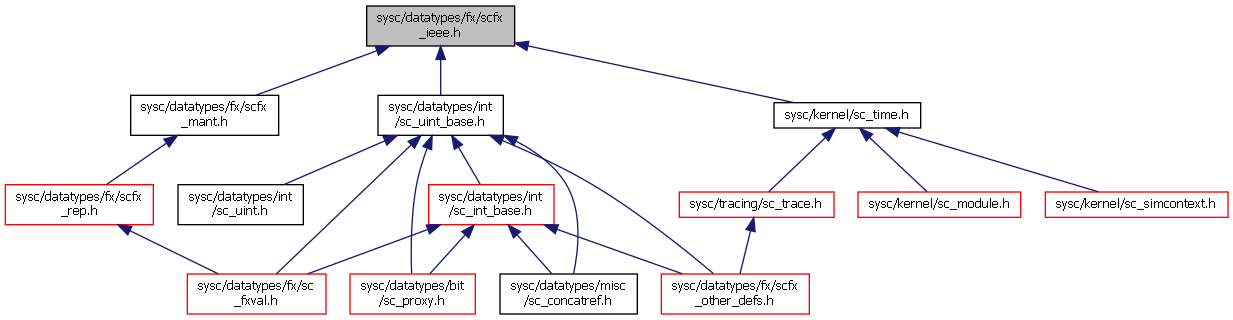 sysc/datatypes/fx/scfx
_ieee.h
sysc/datatypes/fx/scfx
_mant.h
sysc/datatypes/int
/sc_uint_base.h
sysc/kernel/sc_time.h
sysc/datatypes/fx/scfx
_rep.h
sysc/datatypes/int
/sc_uint.h
sysc/datatypes/int
/sc_int_base.h
sysc/tracing/sc_trace.h
sysc/kernel/sc_module.h
sysc/kernel/sc_simcontext.h
sysc/datatypes/fx/sc
_fxval.h
sysc/datatypes/bit
/sc_proxy.h
sysc/datatypes/misc
/sc_concatref.h
sysc/datatypes/fx/scfx
_other_defs.h